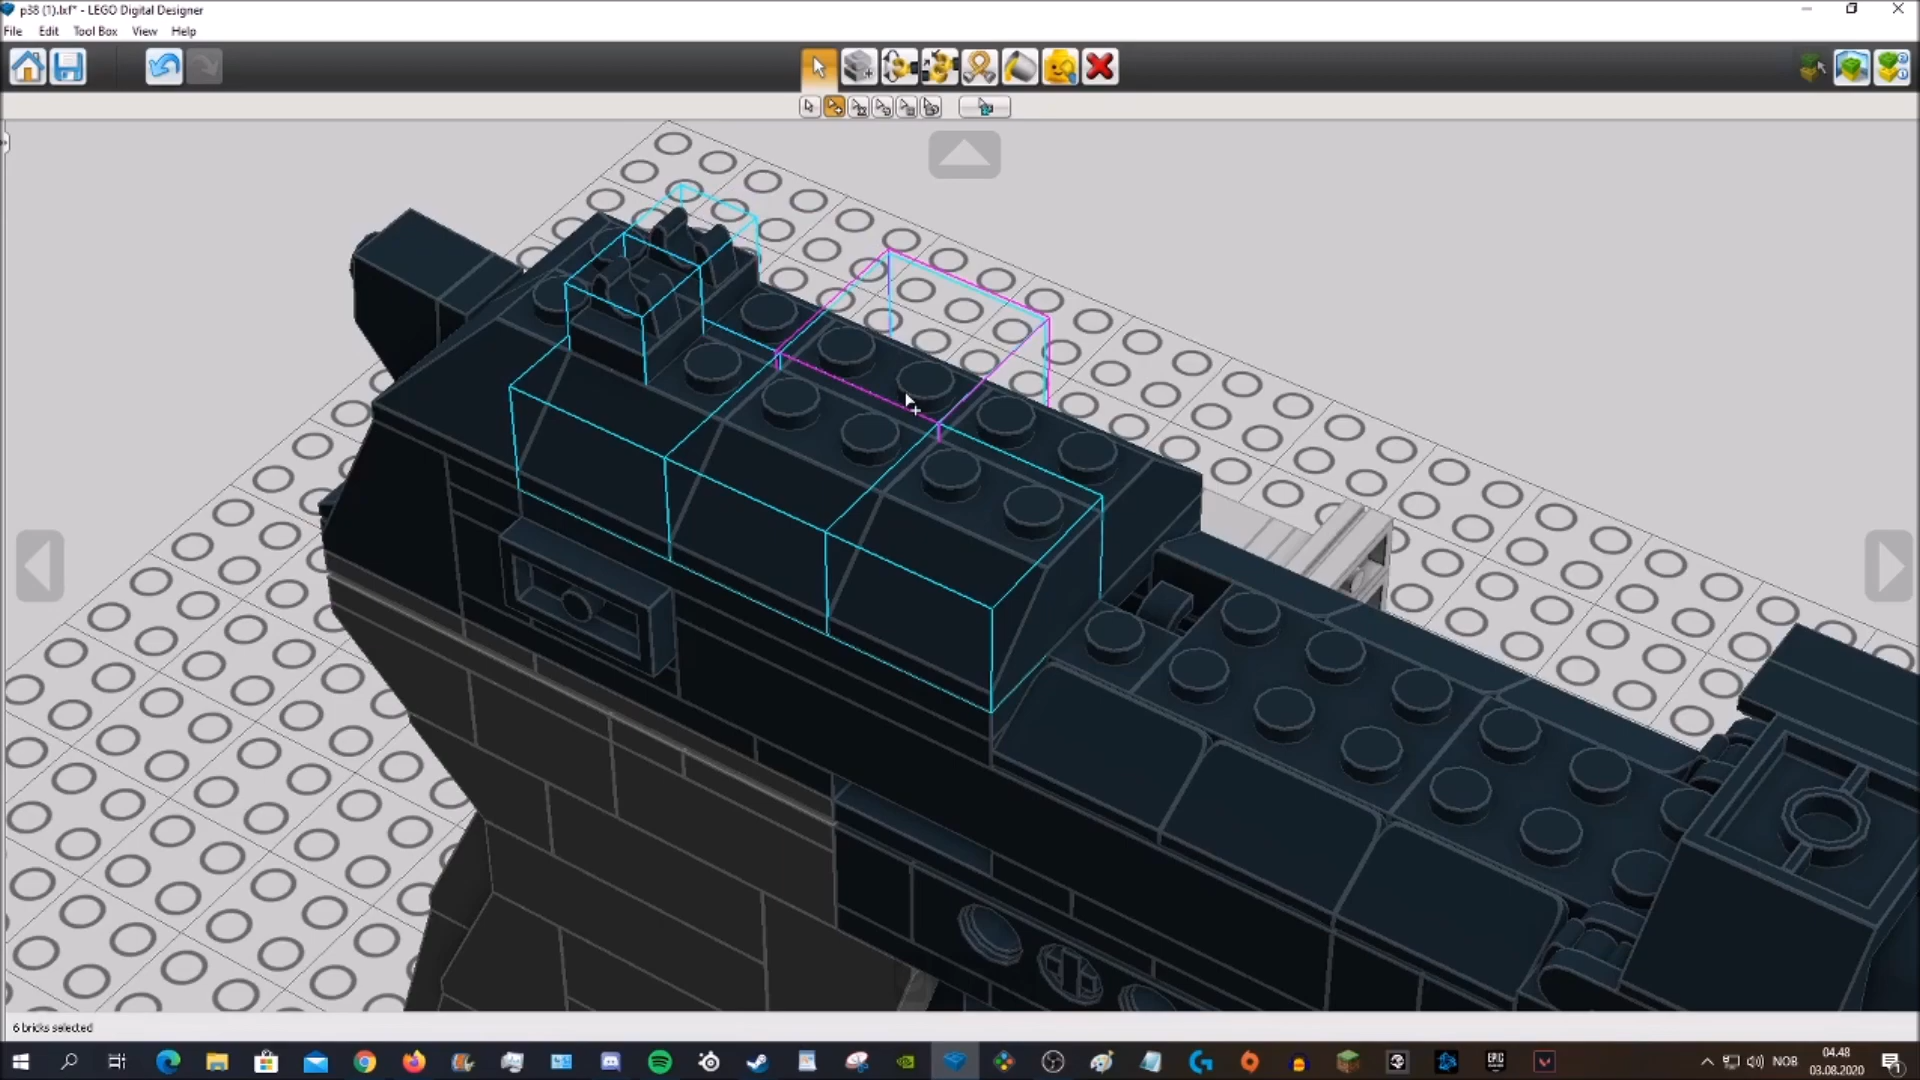 p38 (1).lxf* - LEGO Digital Designer
File Edit Tool Box View Help
6 bricks selected
NOB
04.48
03.08.2020